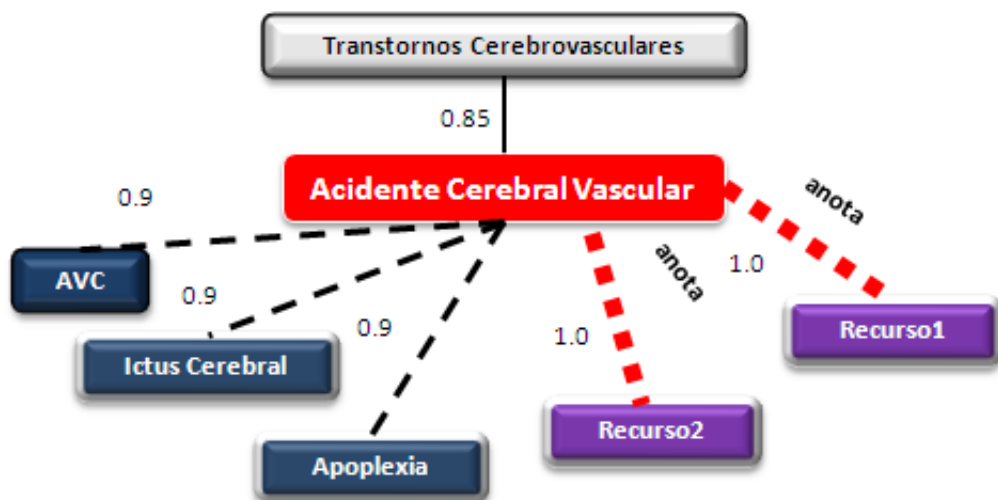 Transtornos Cerebrovasculares
0.85
Acidente Cerebral Vascular
0.9
anota
AVC
0.9
anota
1.0
0.9
1.0
Recurso1
Ictus Cerebral
Recurso2
Apoplexia